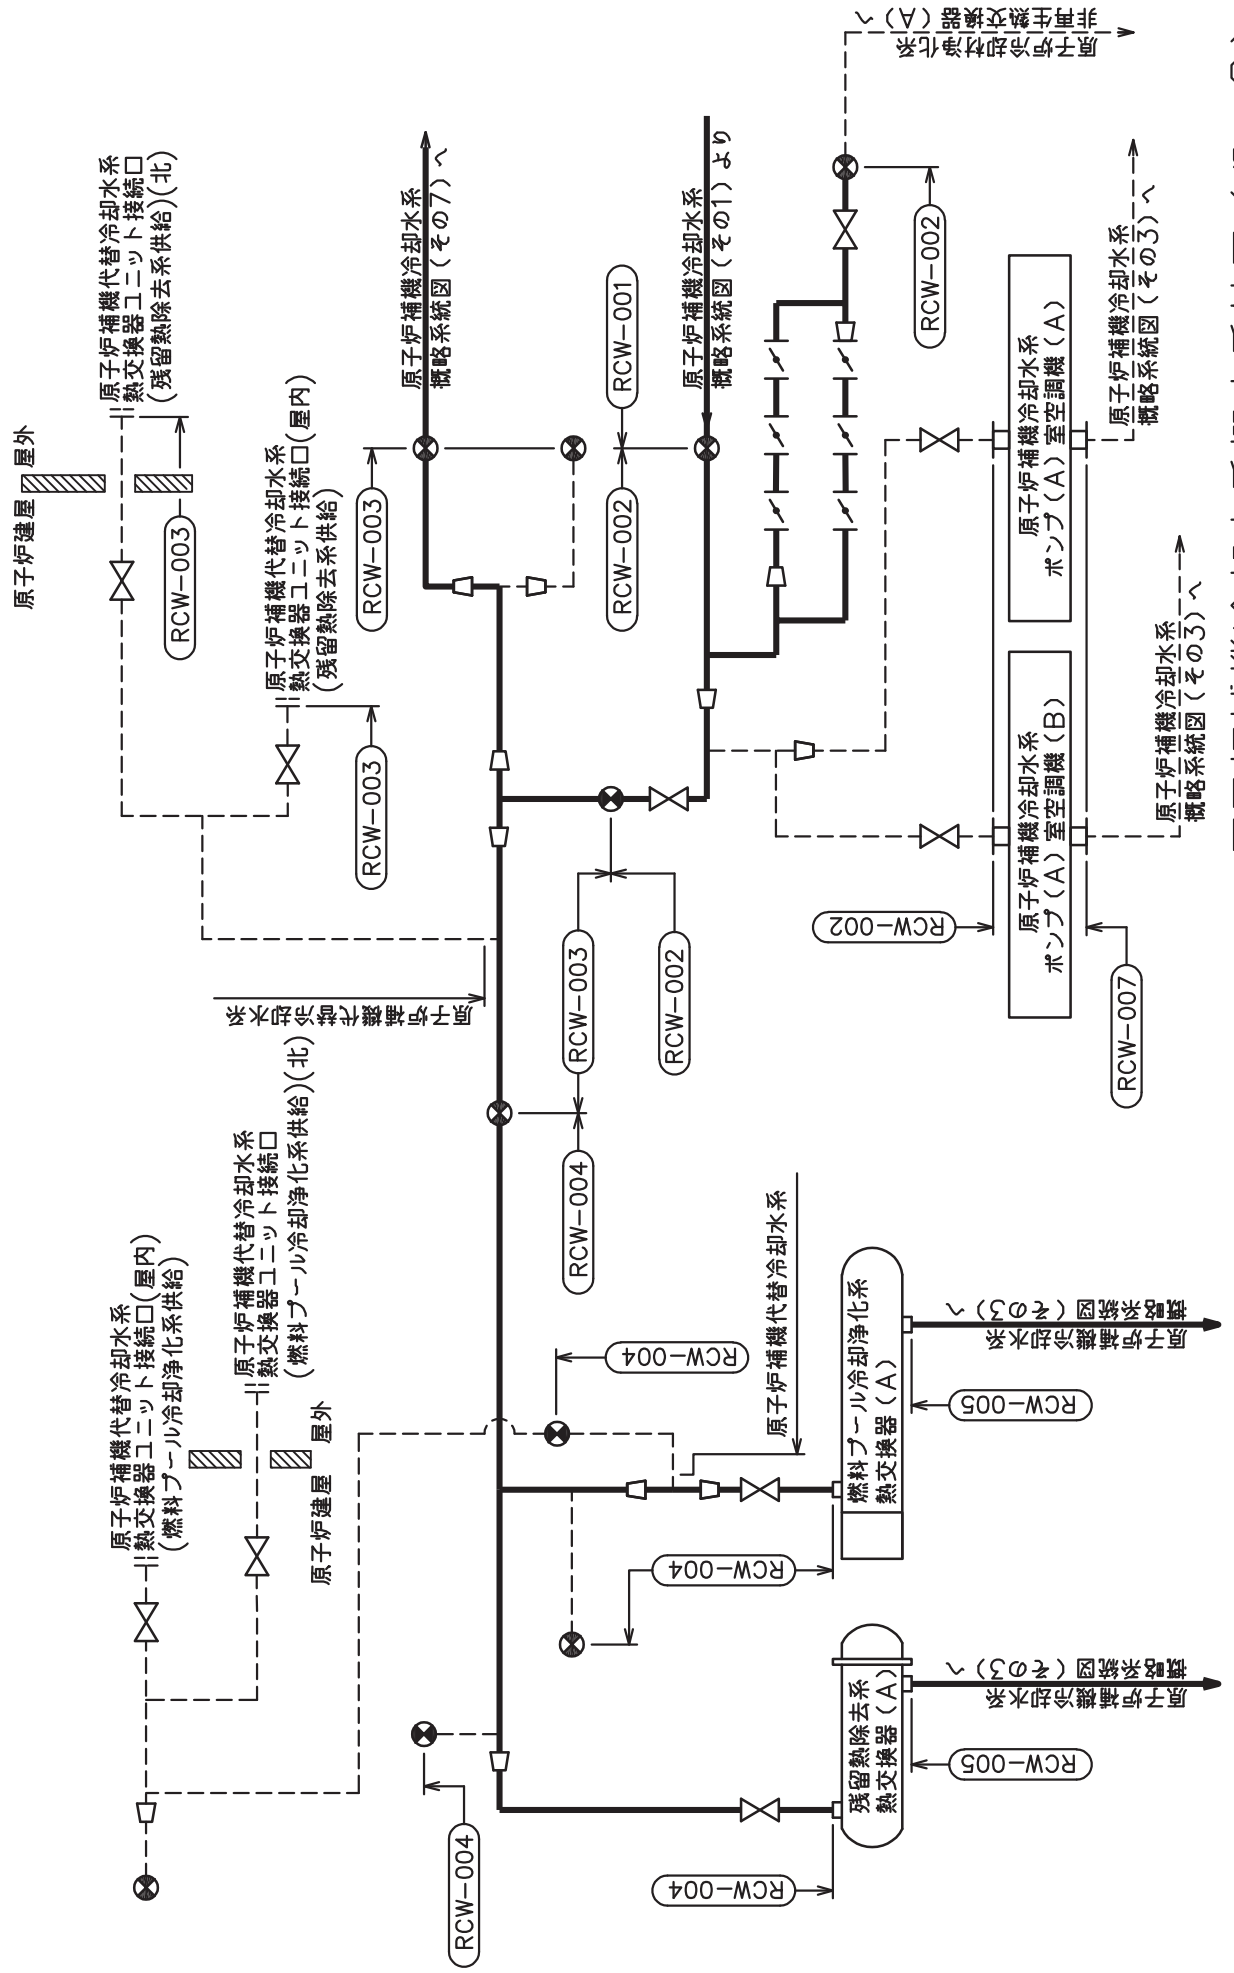 原子炉建屋 屋外
原子炉補機代替冷却水系
熱交換器ユニット接続口
(残留熱除去系供給)(北)
RCW-003
原子炉補機代替冷却水系
熱交換器ユニット接続口(屋内)
(残留熱除去系供給)
RCW-003
原子炉補機冷却水系
概略系統図(その7)へ
RCW-003
RCW-001
RCW-002
原子炉補機冷却水系
概略系統図(その1)より
原子炉冷却材浄化系
非再生熱交換器(A)へ
RCW-002
原子炉補機冷却水系
ポンプ(A)室空調機(A)
原子炉補機冷却水系
概略系統図(その3)へ
原子炉補機冷却水系
ポンプ(A)室空調機(B)
原子炉補機冷却水系
概略系統図(その3)へ
RCW-002
RCW-007
RCW-003
RCW-002
原子炉補機代替冷却水系
RCW-004
原子炉補機代替冷却水系
熱交換器ユニット接続口(屋内)
(燃料プール冷却浄化系供給)
原子炉補機代替冷却水系
熱交換器ユニット接続口
(燃料プール冷却浄化系供給)(北)
原子炉建屋 屋外
RCW-004
原子炉補機代替冷却水系
燃料プール冷却浄化系
熱交換器(A)
原子炉補機冷却水系
概略系統図(その3)へ
RCW-005
RCW-004
RCW-004
残留熱除去系
熱交換器(A)
原子炉補機冷却水系
概略系統図(その3)へ
RCW-005
RCW-004